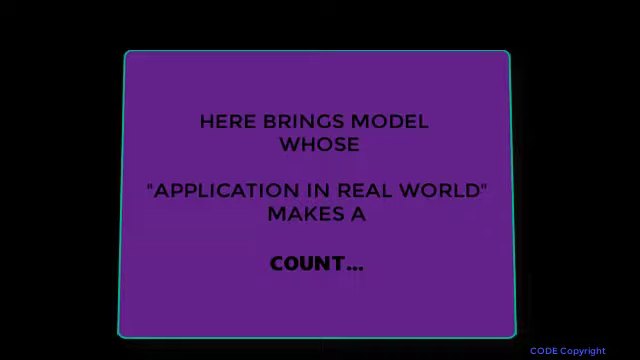 HERE BRINGS MODEL
WHOSE
"APPLICATION IN REAL WORLD"
MAKES A
COUNT...
CODE Copyright